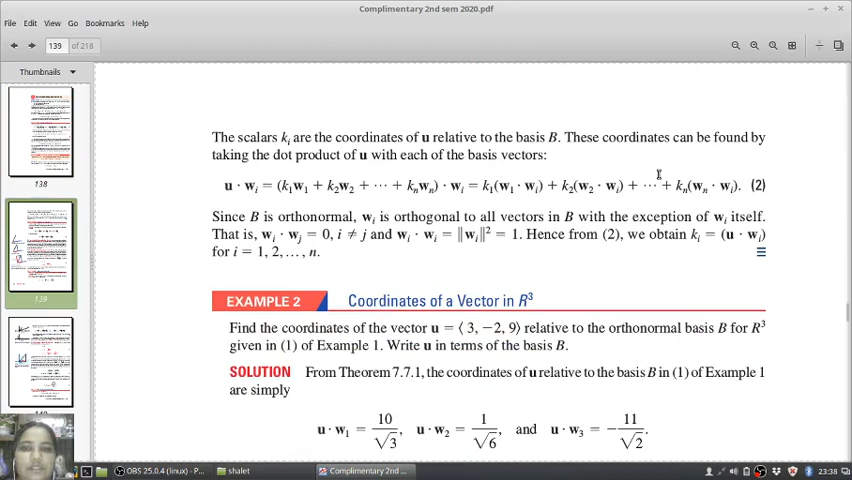 Complimentary 2nd sem 2020.pdf
File Edit View Go Bookmarks Help
139 of 218
Thumbnails
138
139
The scalars kᵢ are the coordinates of u relative to the basis B. These coordinates can be found by
taking the dot product of u with each of the basis vectors:
u · wᵢ = (k₁w₁ + k₂w₂ + ··· + kₙwₙ) · wᵢ = k₁(w₁ · wᵢ) + k₂(w₂ · wᵢ) + ··· + kₙ(wₙ · wᵢ). (2)
Since B is orthonormal, wᵢ is orthogonal to all vectors in B with the exception of wᵢ itself.
That is, wᵢ · wⱼ = 0, i ≠ j and wᵢ · wᵢ = ||wᵢ||² = 1. Hence from (2), we obtain kᵢ = (u · wᵢ)
for i = 1, 2, ..., n.
EXAMPLE 2 Coordinates of a Vector in R³
Find the coordinates of the vector u = ⟨ 3, −2, 9⟩ relative to the orthonormal basis B for R³
given in (1) of Example 1. Write u in terms of the basis B.
SOLUTION From Theorem 7.7.1, the coordinates of u relative to the basis B in (1) of Example 1
are simply
u · w₁ = 10/√3, u · w₂ = 1/√6, and u · w₃ = −11/√2.
OBS 25.0.4 (linux) - P... shalet Complimentary 2nd sem ... 23:38